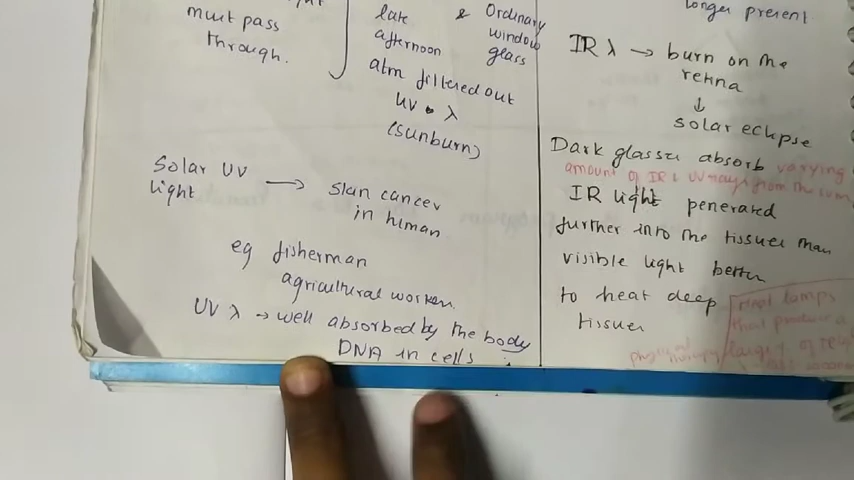 must pass
through.
late & Ordinary
afternoon window
glass
atm filtered out
UV λ
(sunburn)
Solar UV
light → skin cancer
in human
eg fisherman
agricultural worker
UV λ → well absorbed by the body
DNA in cells
longer present
IR λ → burn on the
retina
↓
solar eclipse
Dark glasses absorb varying
amount of IR & UV rays from the sun
IR light penerated
further into the tissues than
visible light better
to heat deep
tissues
Heat lamps
that produce a